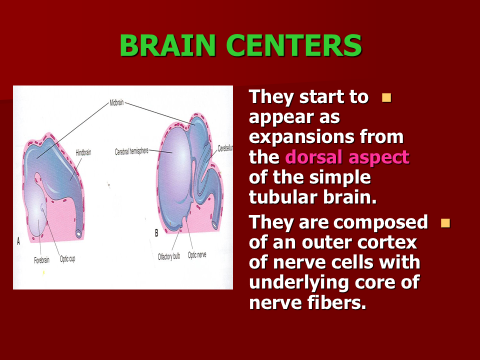 BRAIN CENTERS
Midbrain
Hindbrain
Forebrain
Optic cup
A
Cerebral hemisphere
Cerebellum
Olfactory bulb
Optic nerve
B
They start to
appear as
expansions from
the dorsal aspect
of the simple
tubular brain.
They are composed
of an outer cortex
of nerve cells with
underlying core of
nerve fibers.